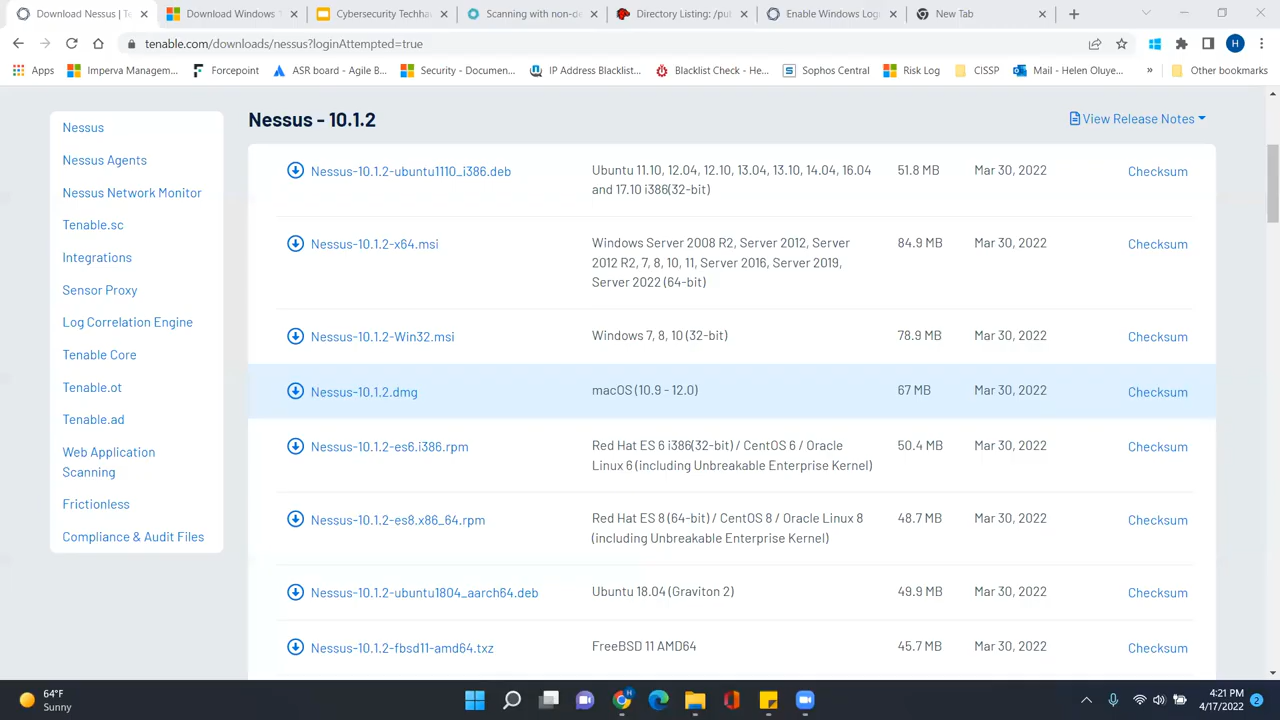 Download Nessus | Te
Download Windows 1
Cybersecurity Techha
Scanning with non-de
Directory Listing: /pu
Enable Windows Log
New Tab
tenable.com/downloads/nessus?loginAttempted=true
H
Apps
Imperva Managem...
Forcepoint
ASR board - Agile B...
Security - Documen...
IP Address Blacklist...
Blacklist Check - He...
Sophos Central
Risk Log
CISSP
Mail - Helen Oluye...
»
Other bookmarks
Nessus
Nessus Agents
Nessus Network Monitor
Tenable.sc
Integrations
Sensor Proxy
Log Correlation Engine
Tenable Core
Tenable.ot
Tenable.ad
Web Application
Scanning
Frictionless
Compliance & Audit Files
Nessus - 10.1.2
View Release Notes
Nessus-10.1.2-ubuntu1110_i386.deb
Ubuntu 11.10, 12.04, 12.10, 13.04, 13.10, 14.04, 16.04
and 17.10 i386(32-bit)
51.8 MB
Mar 30, 2022
Checksum
Nessus-10.1.2-x64.msi
Windows Server 2008 R2, Server 2012, Server
2012 R2, 7, 8, 10, 11, Server 2016, Server 2019,
Server 2022 (64-bit)
84.9 MB
Mar 30, 2022
Checksum
Nessus-10.1.2-Win32.msi
Windows 7, 8, 10 (32-bit)
78.9 MB
Mar 30, 2022
Checksum
Nessus-10.1.2.dmg
macOS (10.9 - 12.0)
67 MB
Mar 30, 2022
Checksum
Nessus-10.1.2-es6.i386.rpm
Red Hat ES 6 i386(32-bit) / CentOS 6 / Oracle
Linux 6 (including Unbreakable Enterprise Kernel)
50.4 MB
Mar 30, 2022
Checksum
Nessus-10.1.2-es8.x86_64.rpm
Red Hat ES 8 (64-bit) / CentOS 8 / Oracle Linux 8
(including Unbreakable Enterprise Kernel)
48.7 MB
Mar 30, 2022
Checksum
Nessus-10.1.2-ubuntu1804_aarch64.deb
Ubuntu 18.04 (Graviton 2)
49.9 MB
Mar 30, 2022
Checksum
Nessus-10.1.2-fbsd11-amd64.txz
FreeBSD 11 AMD64
45.7 MB
Mar 30, 2022
Checksum
64°F
Sunny
4:21 PM
4/17/2022
2